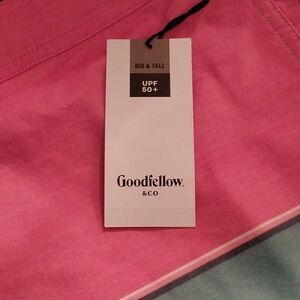 BIG & TALL
UPF
50+
Goodfellow
& CO